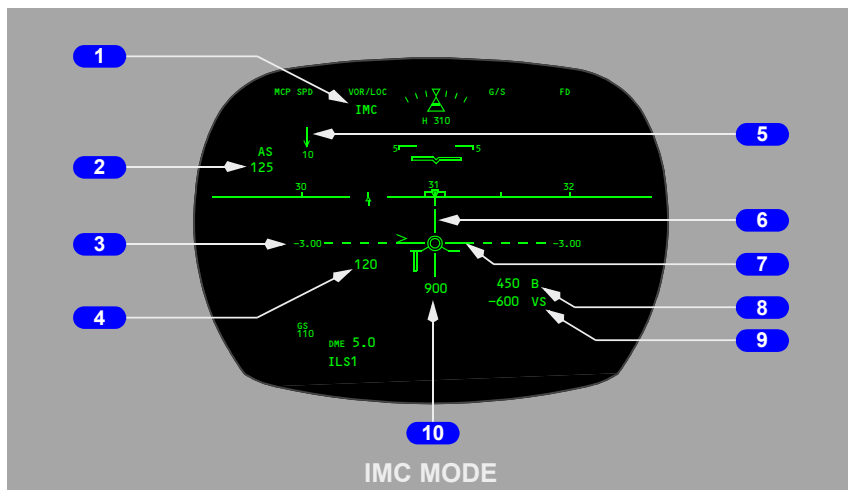 1
MCP SPD VOR/LOC G/S FD
IMC
H 310
5
10
5 5
AS
125
2
30 31 32
6
3
-3.00 -3.00
7
120
4
900
450 B
8
-600 VS
9
GS
110
DME 5.0
ILS1
10
IMC MODE